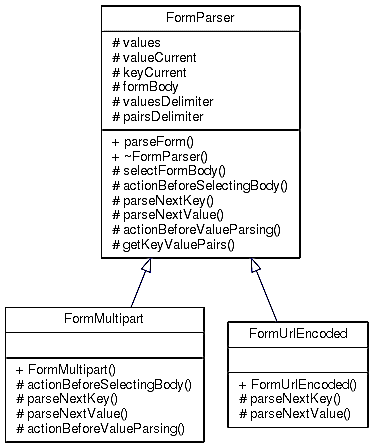 FormParser
# values
# valueCurrent
# keyCurrent
# formBody
# valuesDelimiter
# pairsDelimiter
+ parseForm()
+ ~FormParser()
# selectFormBody()
# actionBeforeSelectingBody()
# parseNextKey()
# parseNextValue()
# actionBeforeValueParsing()
# getKeyValuePairs()
FormMultipart
+ FormMultipart()
# actionBeforeSelectingBody()
# parseNextKey()
# parseNextValue()
# actionBeforeValueParsing()
FormUrlEncoded
+ FormUrlEncoded()
# parseNextKey()
# parseNextValue()